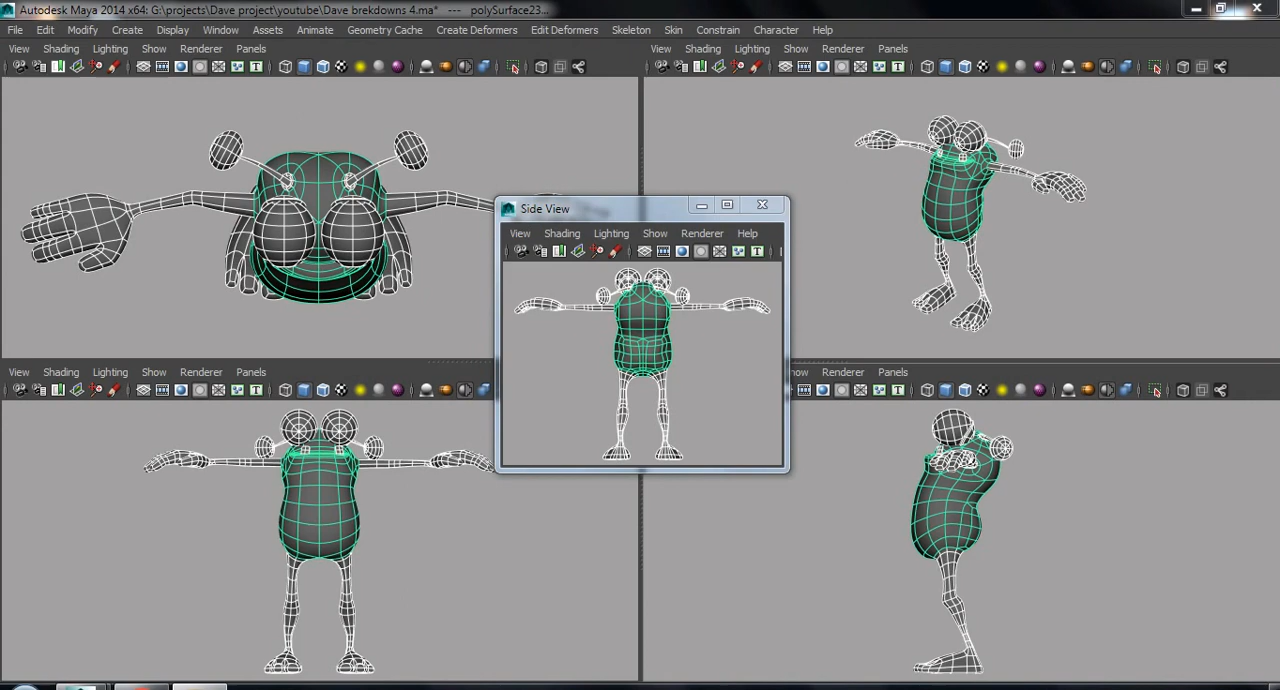 Autodesk Maya 2014 x64: G:\projects\Dave project\youtube\Dave brekdowns 4.ma* --- polySurface23...
File Edit Modify Create Display Window Assets Animate Geometry Cache Create Deformers Edit Deformers Skeleton Skin Constrain Character Help
View Shading Lighting Show Renderer Panels
View Shading Lighting Show Renderer Panels
T
T
Side View
View Shading Lighting Show Renderer Help
T
View Shading Lighting Show Renderer Panels
Renderer Panels
T
T